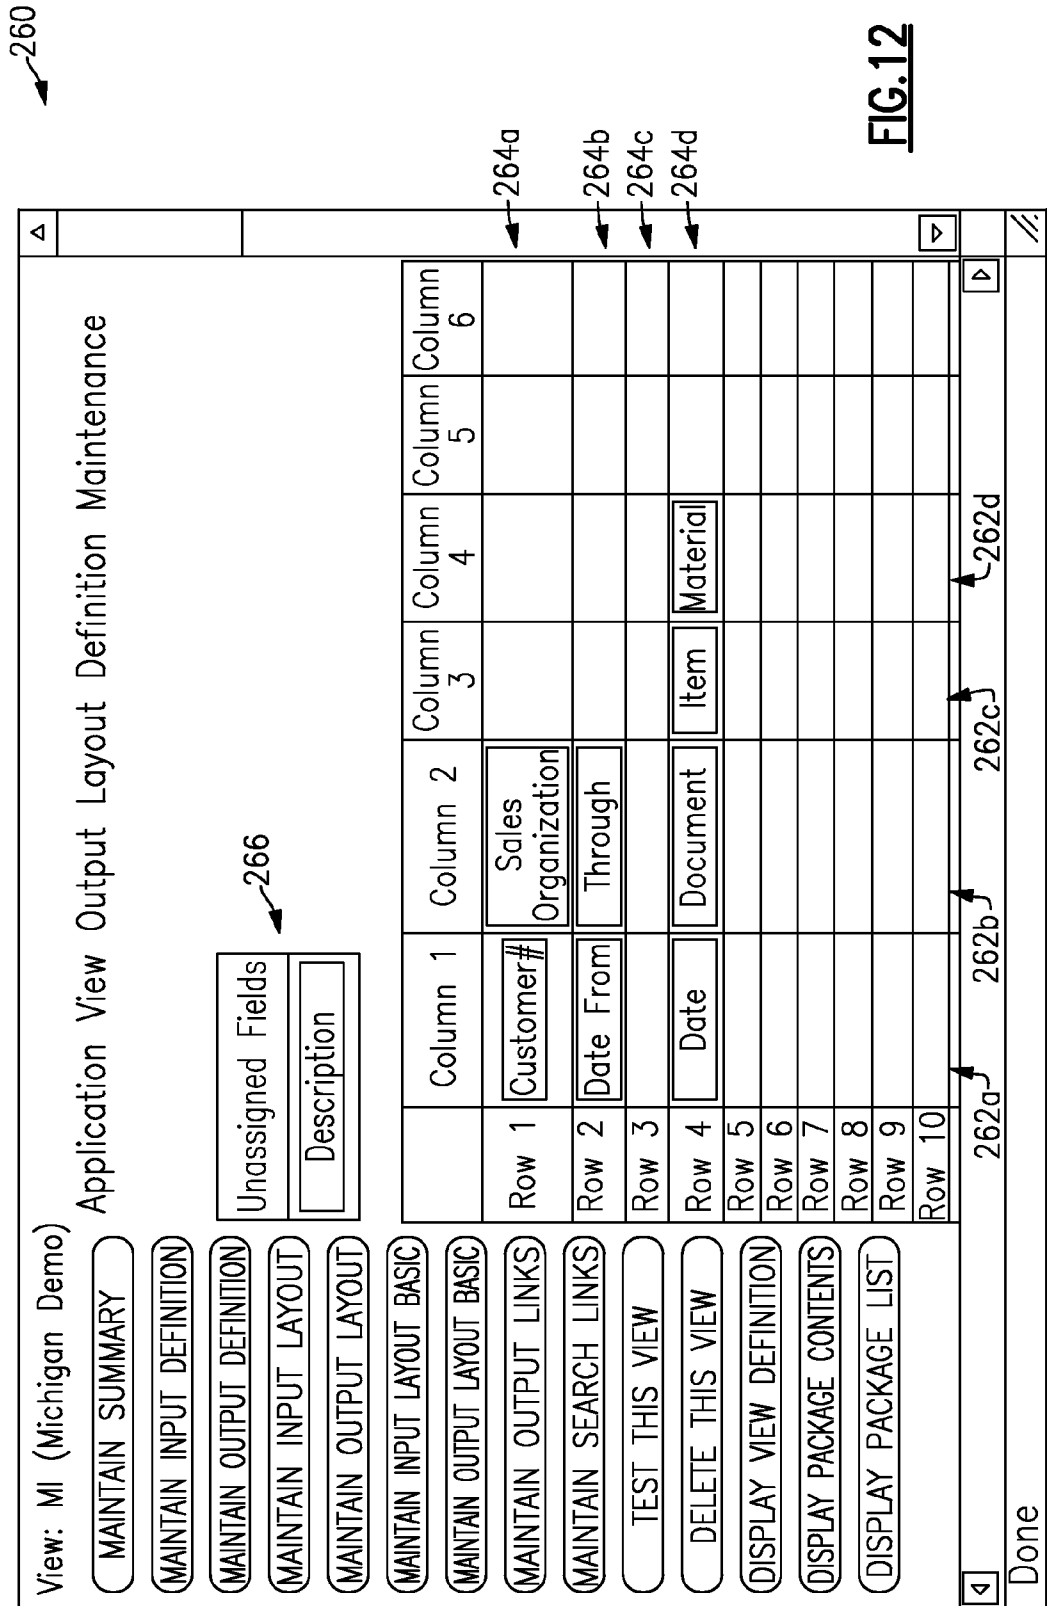 260
View: MI (Michigan Demo)
Application View Output Layout Definition Maintenance
MAINTAIN SUMMARY
MAINTAIN INPUT DEFINITION
MAINTAIN OUTPUT DEFINITION
MAINTAIN INPUT LAYOUT
MAINTAIN OUTPUT LAYOUT
MAINTAIN INPUT LAYOUT BASIC
MAINTAIN OUTPUT LAYOUT BASIC
MAINTAIN OUTPUT LINKS
MAINTAIN SEARCH LINKS
TEST THIS VIEW
DELETE THIS VIEW
DISPLAY VIEW DEFINITION
DISPLAY PACKAGE CONTENTS
DISPLAY PACKAGE LIST
Unassigned Fields
Description
266
Column 1
Column 2
Column
3
Column
4
Column
5
Column
6
Row 1
Customer#
Sales
Organization
264a
Row 2
Date From
Through
264b
Row 3
264c
Row 4
Date
Document
Item
Material
264d
Row 5
Row 6
Row 7
Row 8
Row 9
Row 10
262a
262b
262c
262d
Done
FIG.12